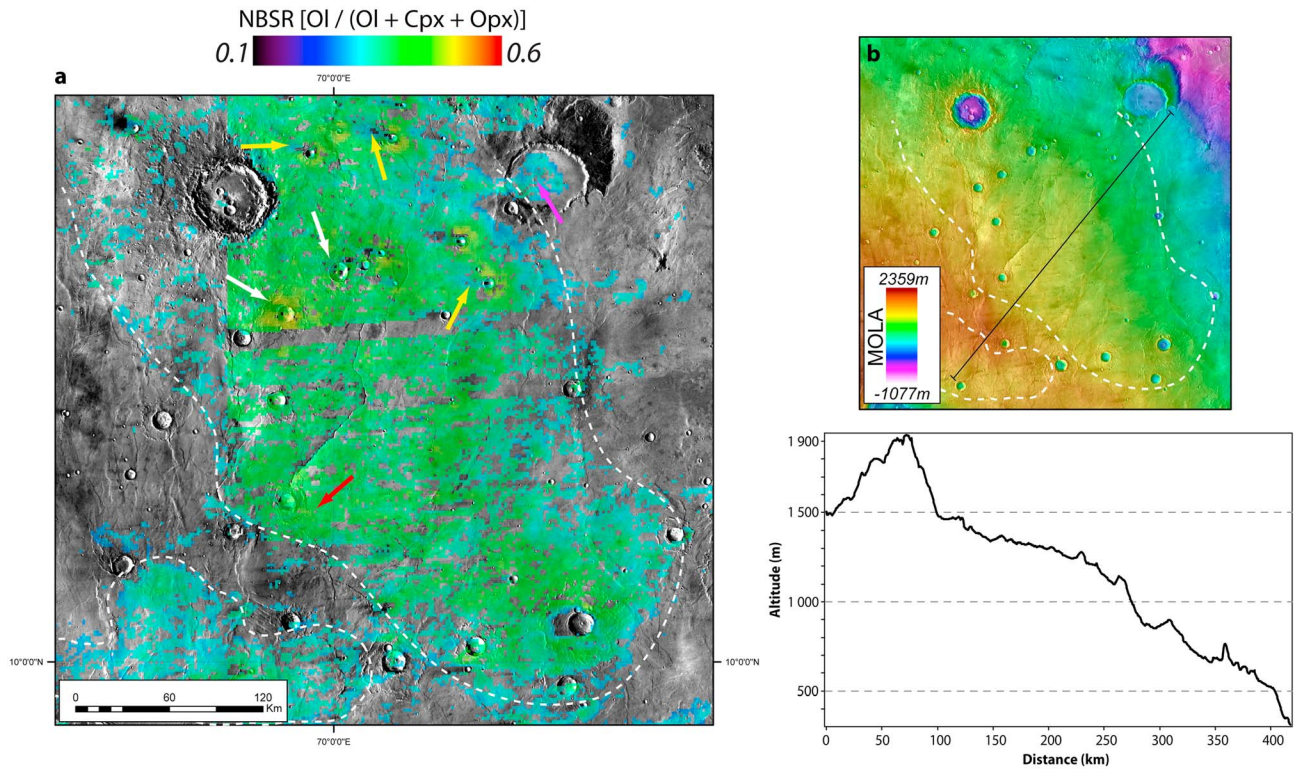 NBSR [Ol / (Ol + Cpx + Opx)]
0.1 0.6
a 70°0'0"E
10°0'0"N 10°0'0"N
0 60 120
Km
70°0'0"E
b
2359m
MOLA
-1077m
1 900
1 500
1 000
500
Altitude (m)
0 50 100 150 200 250 300 350 400
Distance (km)